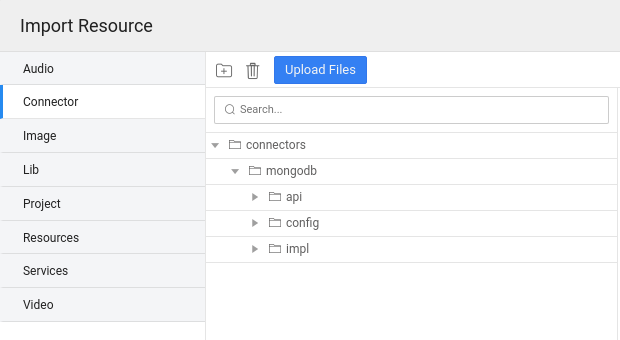 Import Resource
Audio
Connector
Image
Lib
Project
Resources
Services
Video
Upload Files
Search...
connectors
mongodb
api
config
impl